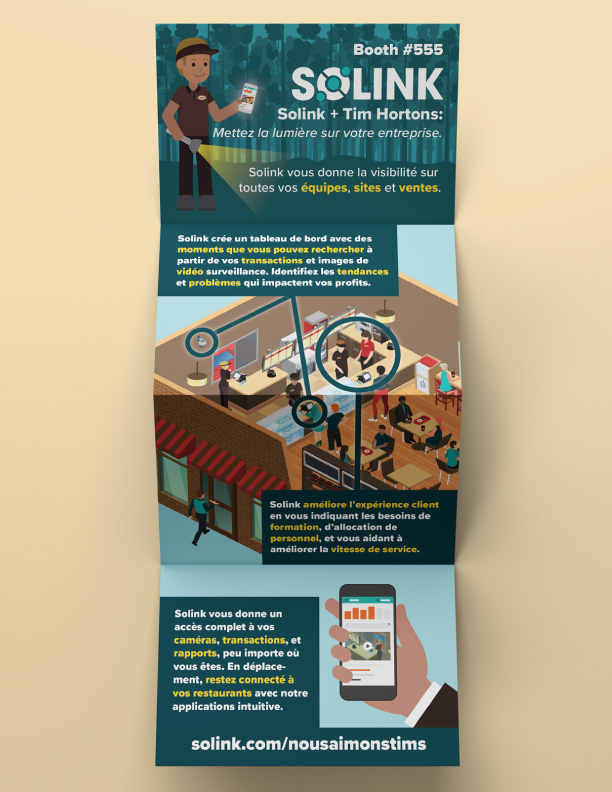 Booth #555
SOLINK
Solink + Tim Hortons:
Mettez la lumière sur votre entreprise.
Solink vous donne la visibilité sur
toutes vos équipes, sites et ventes.
Solink crée un tableau de bord avec des
moments que vous pouvez rechercher à
partir de vos transactions et images de
vidéo surveillance. Identifiez les tendances
et problèmes qui impactent vos profits.
Solink améliore l'expérience client
en vous indiquant les besoins de
formation, d'allocation de
personnel, et vous aidant à
améliorer la vitesse de service.
Solink vous donne un
accès complet à vos
caméras, transactions, et
rapports, peu importe où
vous êtes. En déplace-
ment, restez connecté à
vos restaurants avec notre
applications intuitive.
solink.com/nousaimonstims